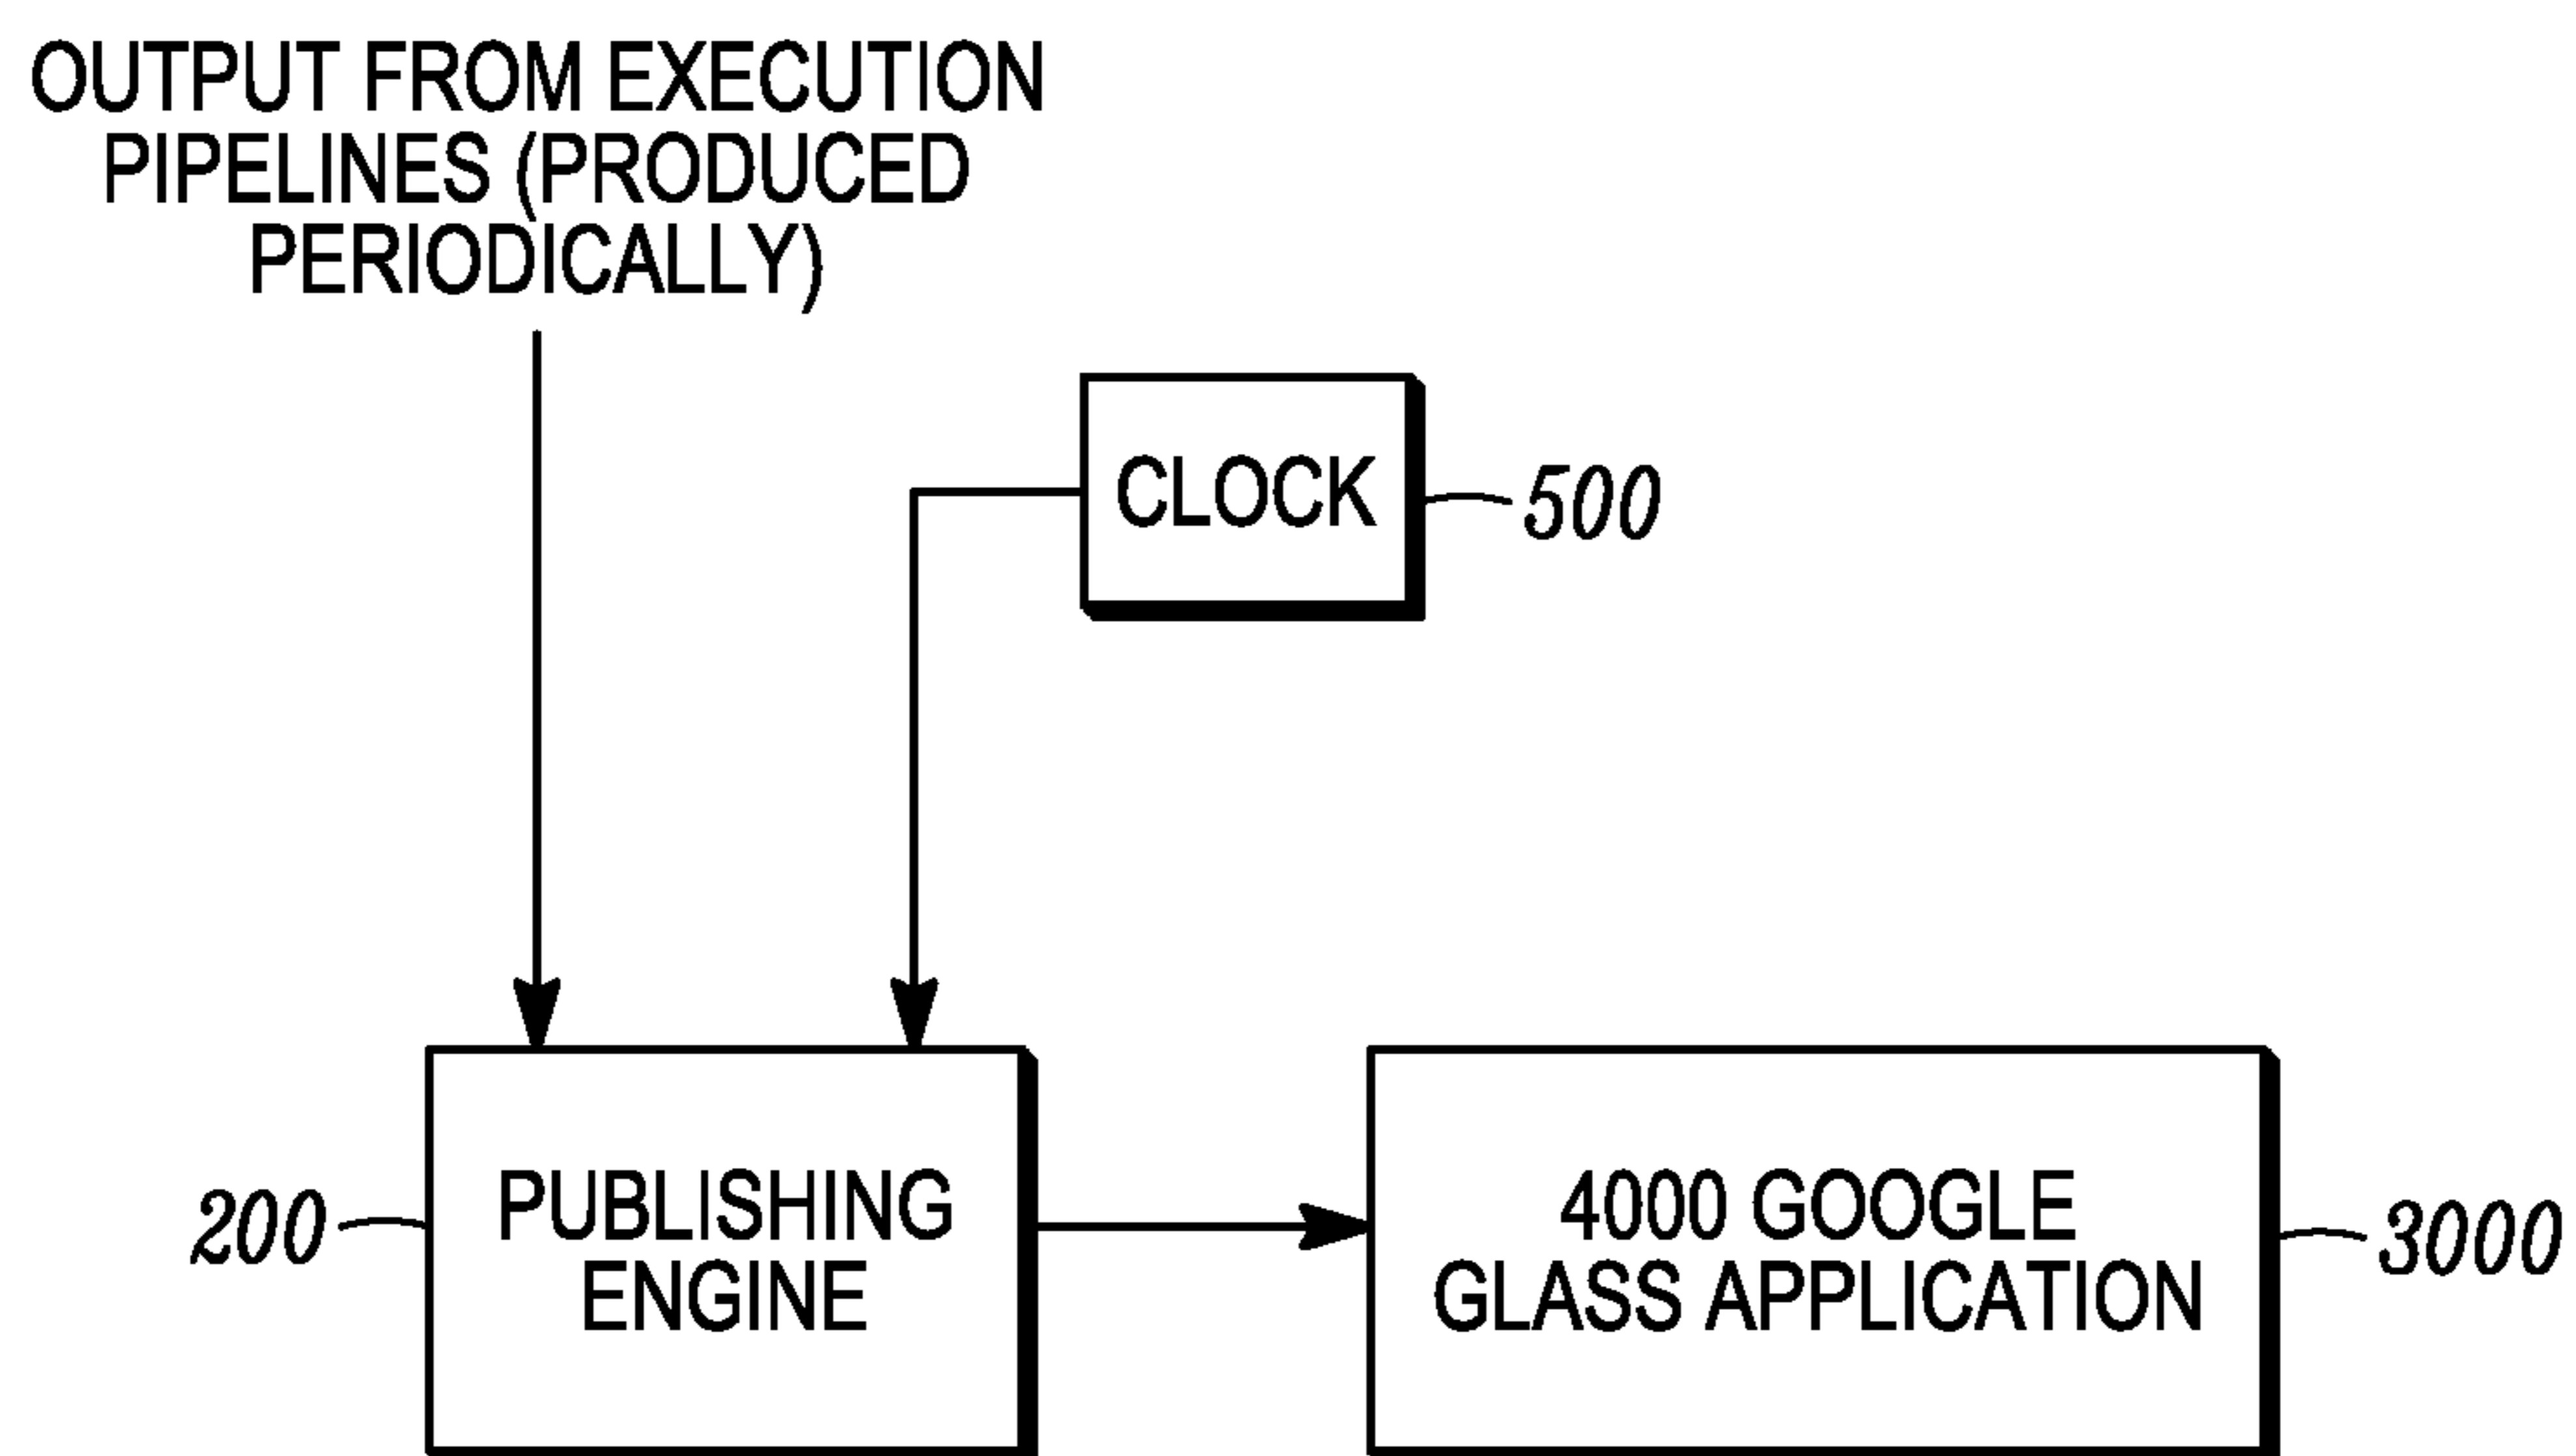 OUTPUT FROM EXECUTION
PIPELINES (PRODUCED
PERIODICALLY)
CLOCK
500
200
PUBLISHING
ENGINE
4000 GOOGLE
GLASS APPLICATION
3000